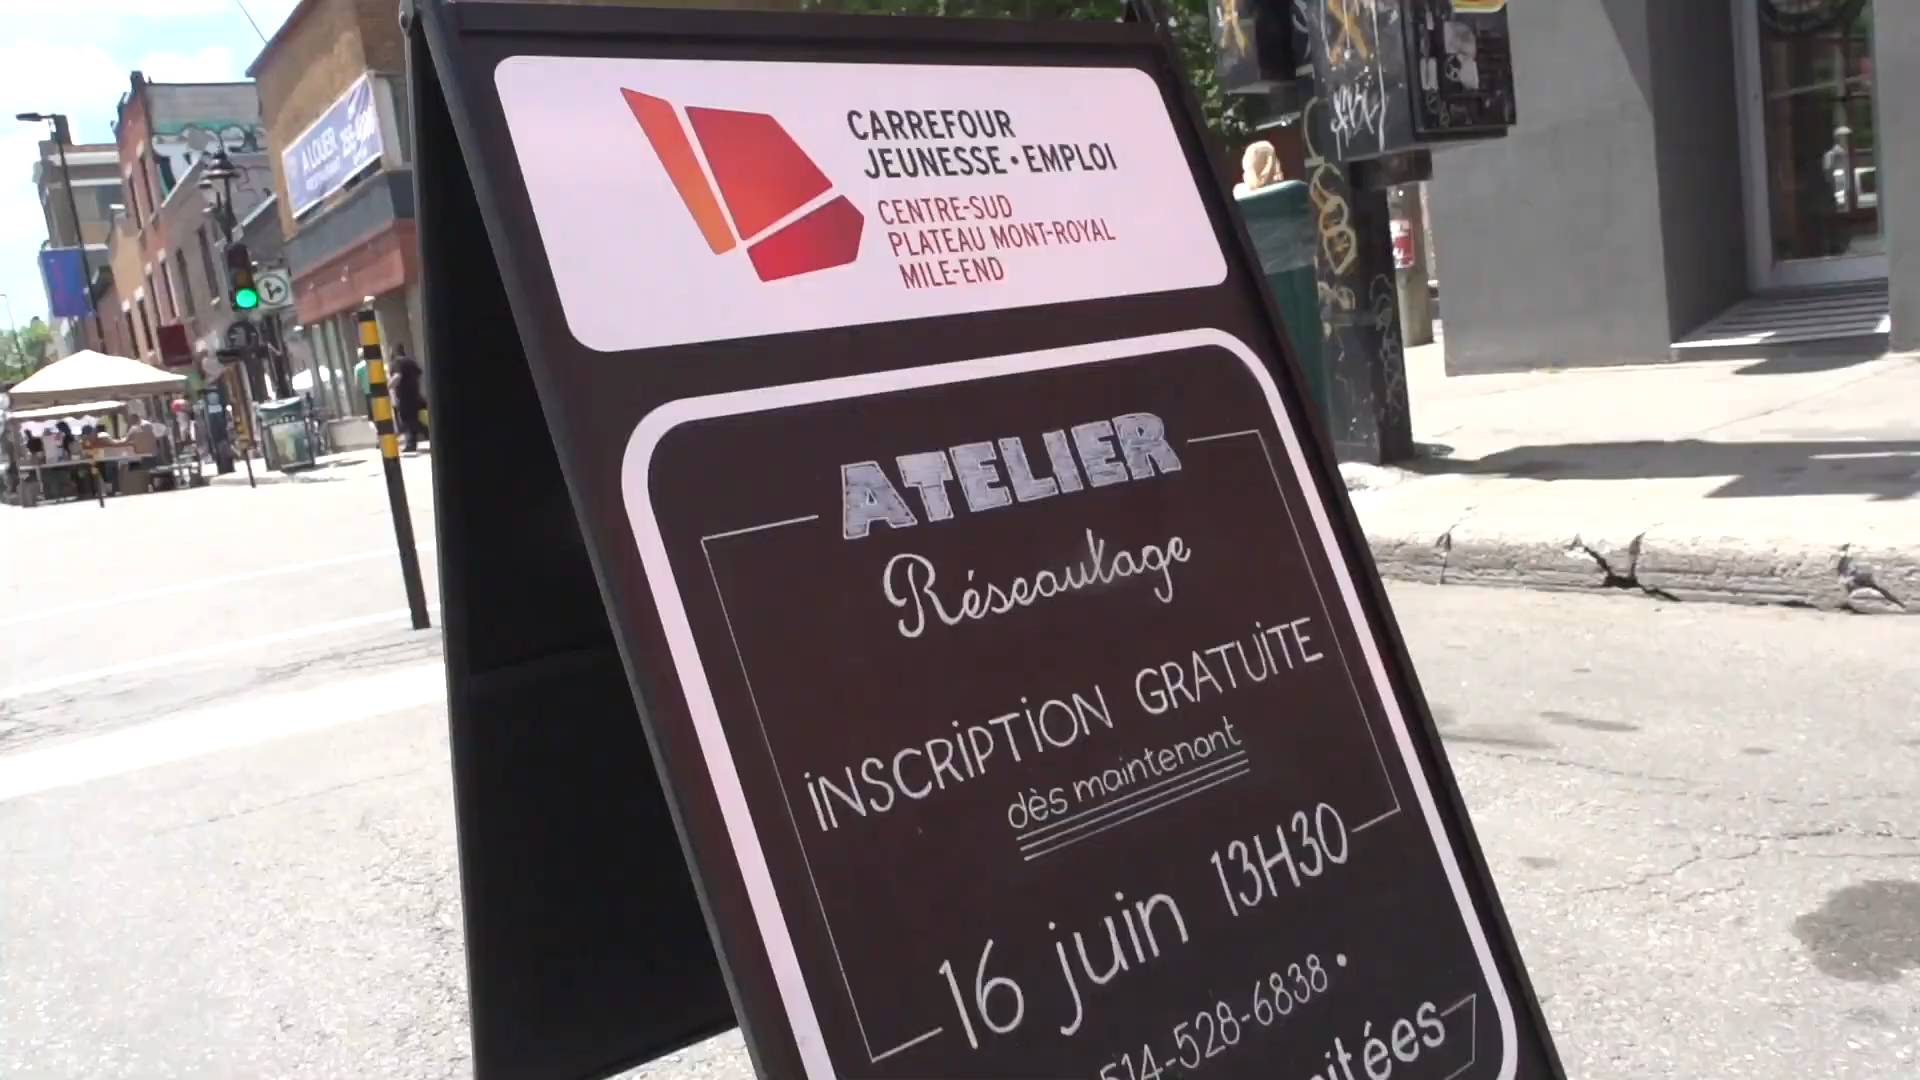 CARREFOUR
JEUNESSE • EMPLOI
CENTRE-SUD
PLATEAU MONT-ROYAL
MILE-END
ATELIER
Réseautage
INSCRIPTION GRATUITE
dès maintenant
16 juin 13H30
514-528-6838 •
A LOUER